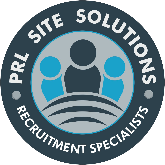 PRL SITE SOLUTIONS
RECRUITMENT SPECIALISTS